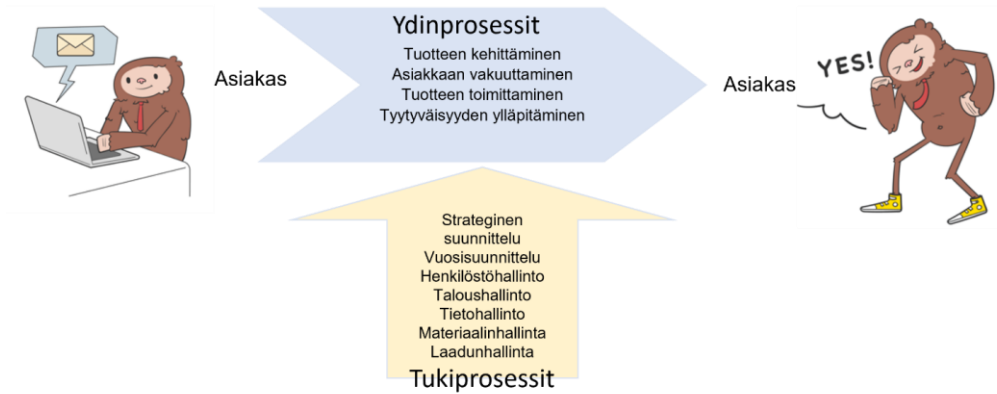 Ydinprosessit
Tuotteen kehittäminen
Asiakkaan vakuuttaminen
Tuotteen toimittaminen
Tyytyväisyyden ylläpitäminen
Asiakas
Asiakas
YES!
Strateginen
suunnittelu
Vuosisuunnittelu
Henkilöstöhallinto
Taloushallinto
Tietohallinto
Materiaalinhallinta
Laadunhallinta
Tukiprosessit